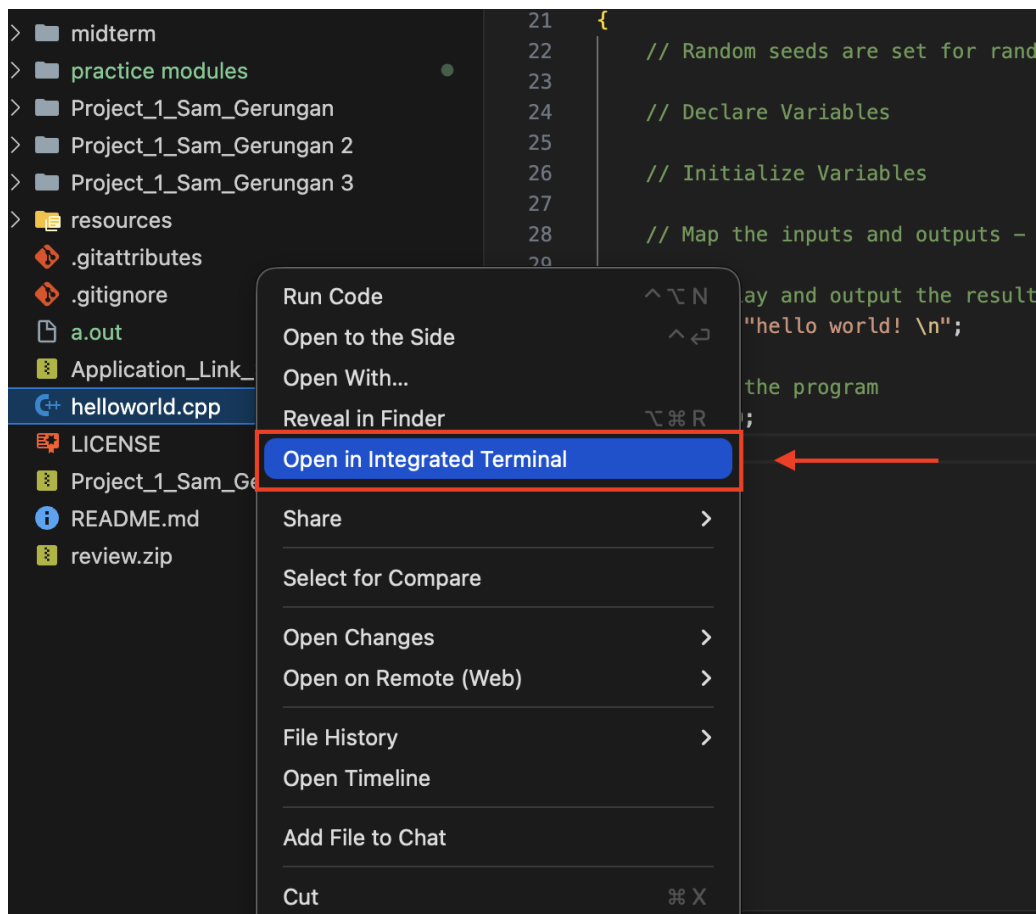 midterm
practice modules
Project_1_Sam_Gerungan
Project_1_Sam_Gerungan 2
Project_1_Sam_Gerungan 3
resources
.gitattributes
.gitignore
a.out
Application_Link_
helloworld.cpp
LICENSE
Project_1_Sam_Ge
README.md
review.zip
21 {
22 // Random seeds are set for rand
23
24 // Declare Variables
25
26 // Initialize Variables
27
28 // Map the inputs and outputs –
29
lay and output the result
"hello world! \n";
the program
;
Run Code ^⌥N
Open to the Side ^⏎
Open With...
Reveal in Finder ⌥⌘R
Open in Integrated Terminal
Share
Select for Compare
Open Changes
Open on Remote (Web)
File History
Open Timeline
Add File to Chat
Cut ⌘X